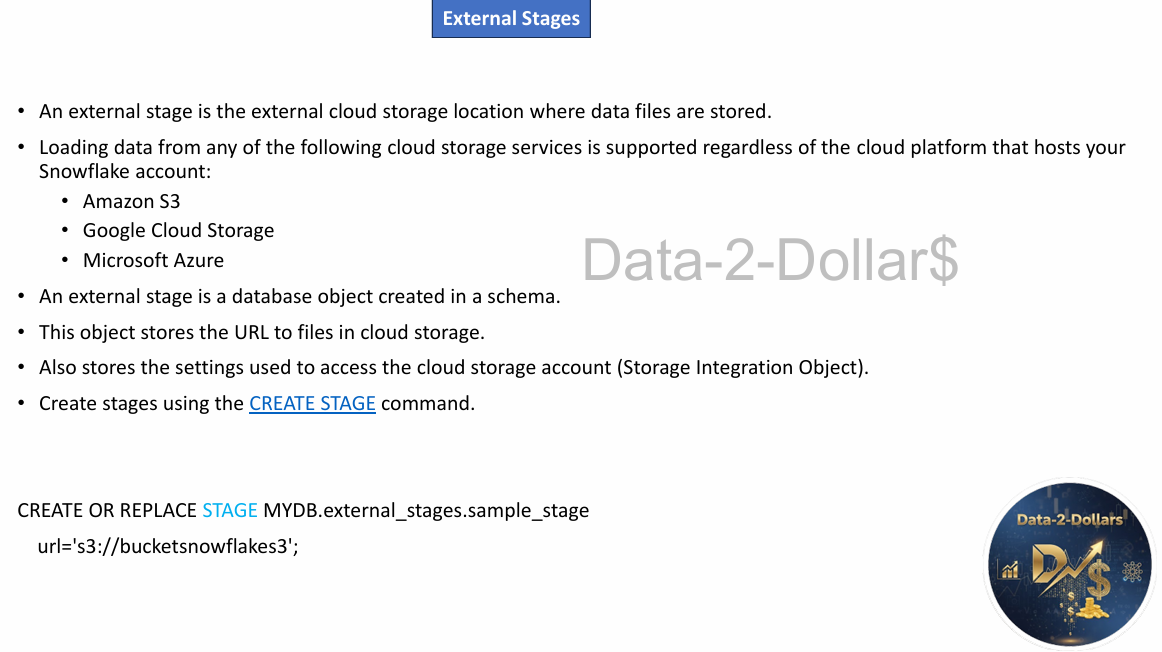 External Stages
• An external stage is the external cloud storage location where data files are stored.
• Loading data from any of the following cloud storage services is supported regardless of the cloud platform that hosts your
Snowflake account:
• Amazon S3
• Google Cloud Storage
• Microsoft Azure
Data-2-Dollar$
• An external stage is a database object created in a schema.
• This object stores the URL to files in cloud storage.
• Also stores the settings used to access the cloud storage account (Storage Integration Object).
• Create stages using the CREATE STAGE command.
CREATE OR REPLACE STAGE MYDB.external_stages.sample_stage
url='s3://bucketsnowflakes3';
Data-2-Dollars